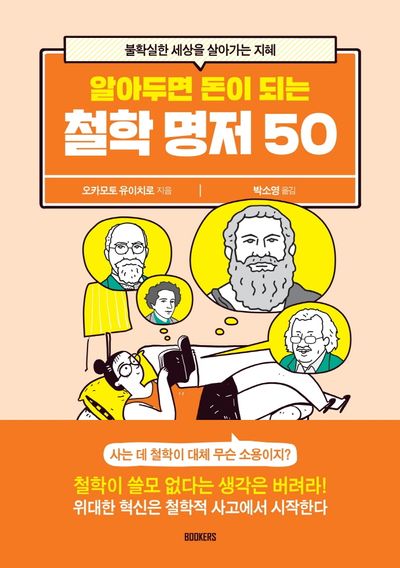 불확실한 세상을 살아가는 지혜
알아두면 돈이 되는
철학 명저 50
오카모토 유이치로 지음 | 박소영 옮김
사는 데 철학이 대체 무슨 소용이지?
철학이 쓸모 없다는 생각은 버려라!
위대한 혁신은 철학적 사고에서 시작한다
BOOKERS